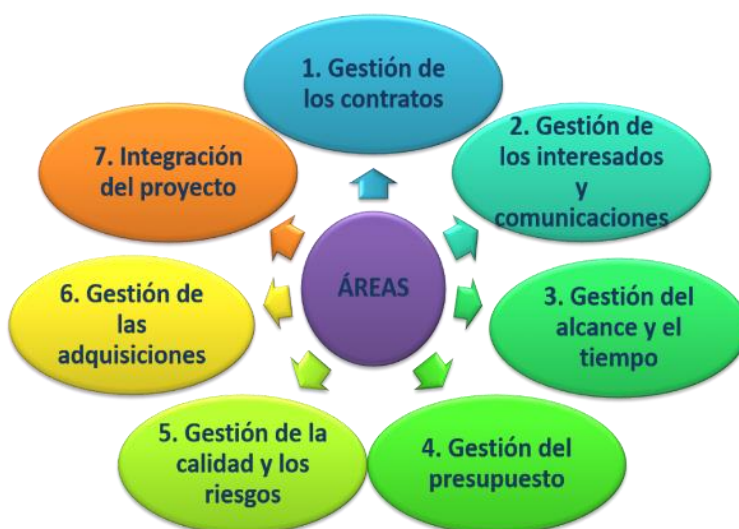 1. Gestión de
los contratos
2. Gestión de
los interesados
y
comunicaciones
3. Gestión del
alcance y el
tiempo
4. Gestión del
presupuesto
5. Gestión de la
calidad y los
riesgos
6. Gestión de
las
adquisiciones
7. Integración
del proyecto
ÁREAS